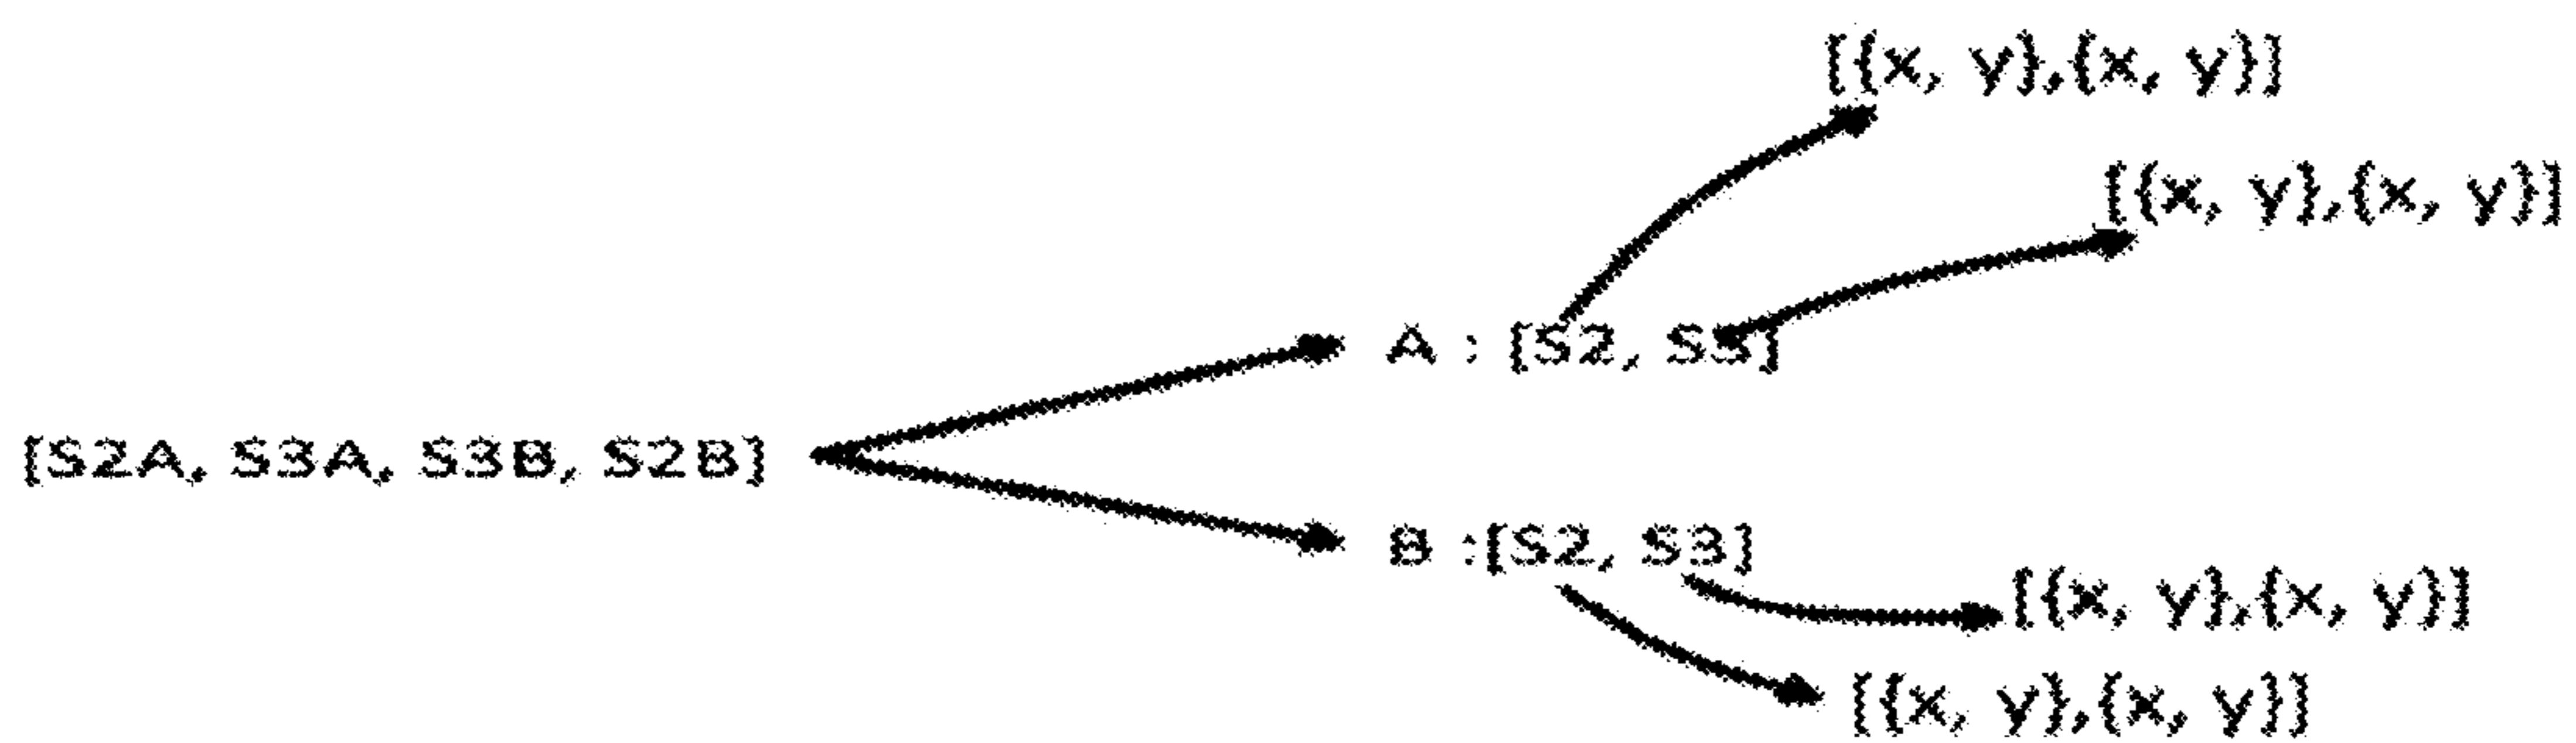 [{x, y},{x, y}]
[{x, y},{x, y}]
A : [S2, S3]
[S2A, S3A, S3B, S2B]
B :[S2, S3]
[{x, y},{x, y}]
[{x, y},{x, y}]